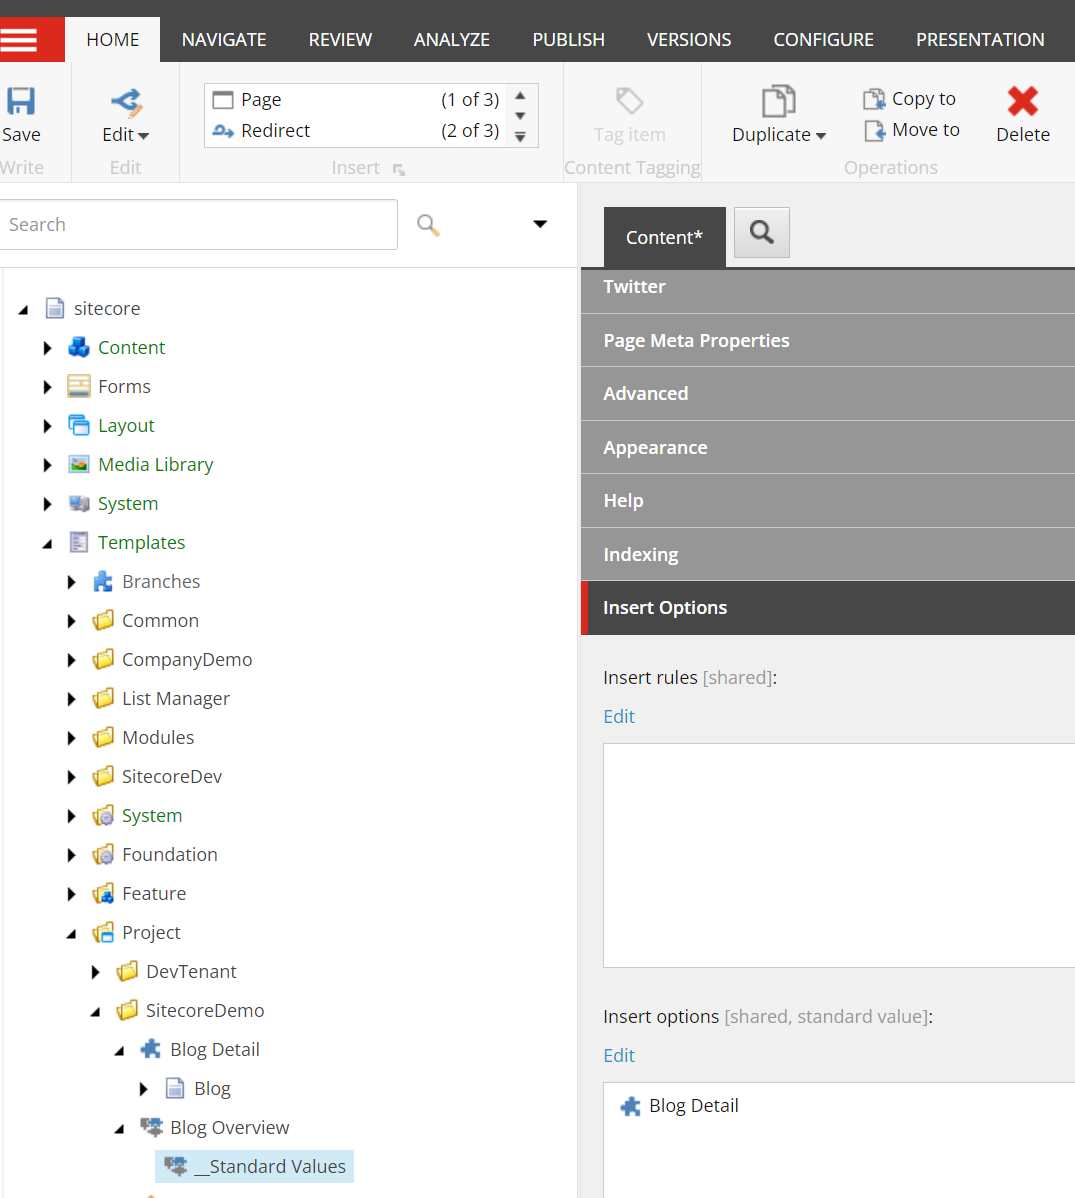 HOME NAVIGATE REVIEW ANALYZE PUBLISH VERSIONS CONFIGURE PRESENTATION
Save
Write
Edit
Edit
Page (1 of 3)
Redirect (2 of 3)
Insert
Tag item
Content Tagging
Duplicate
Copy to
Move to
Delete
Operations
Search
sitecore
Content
Forms
Layout
Media Library
System
Templates
Branches
Common
CompanyDemo
List Manager
Modules
SitecoreDev
System
Foundation
Feature
Project
DevTenant
SitecoreDemo
Blog Detail
Blog
Blog Overview
__Standard Values
Content*
Twitter
Page Meta Properties
Advanced
Appearance
Help
Indexing
Insert Options
Insert rules [shared]:
Edit
Insert options [shared, standard value]:
Edit
Blog Detail